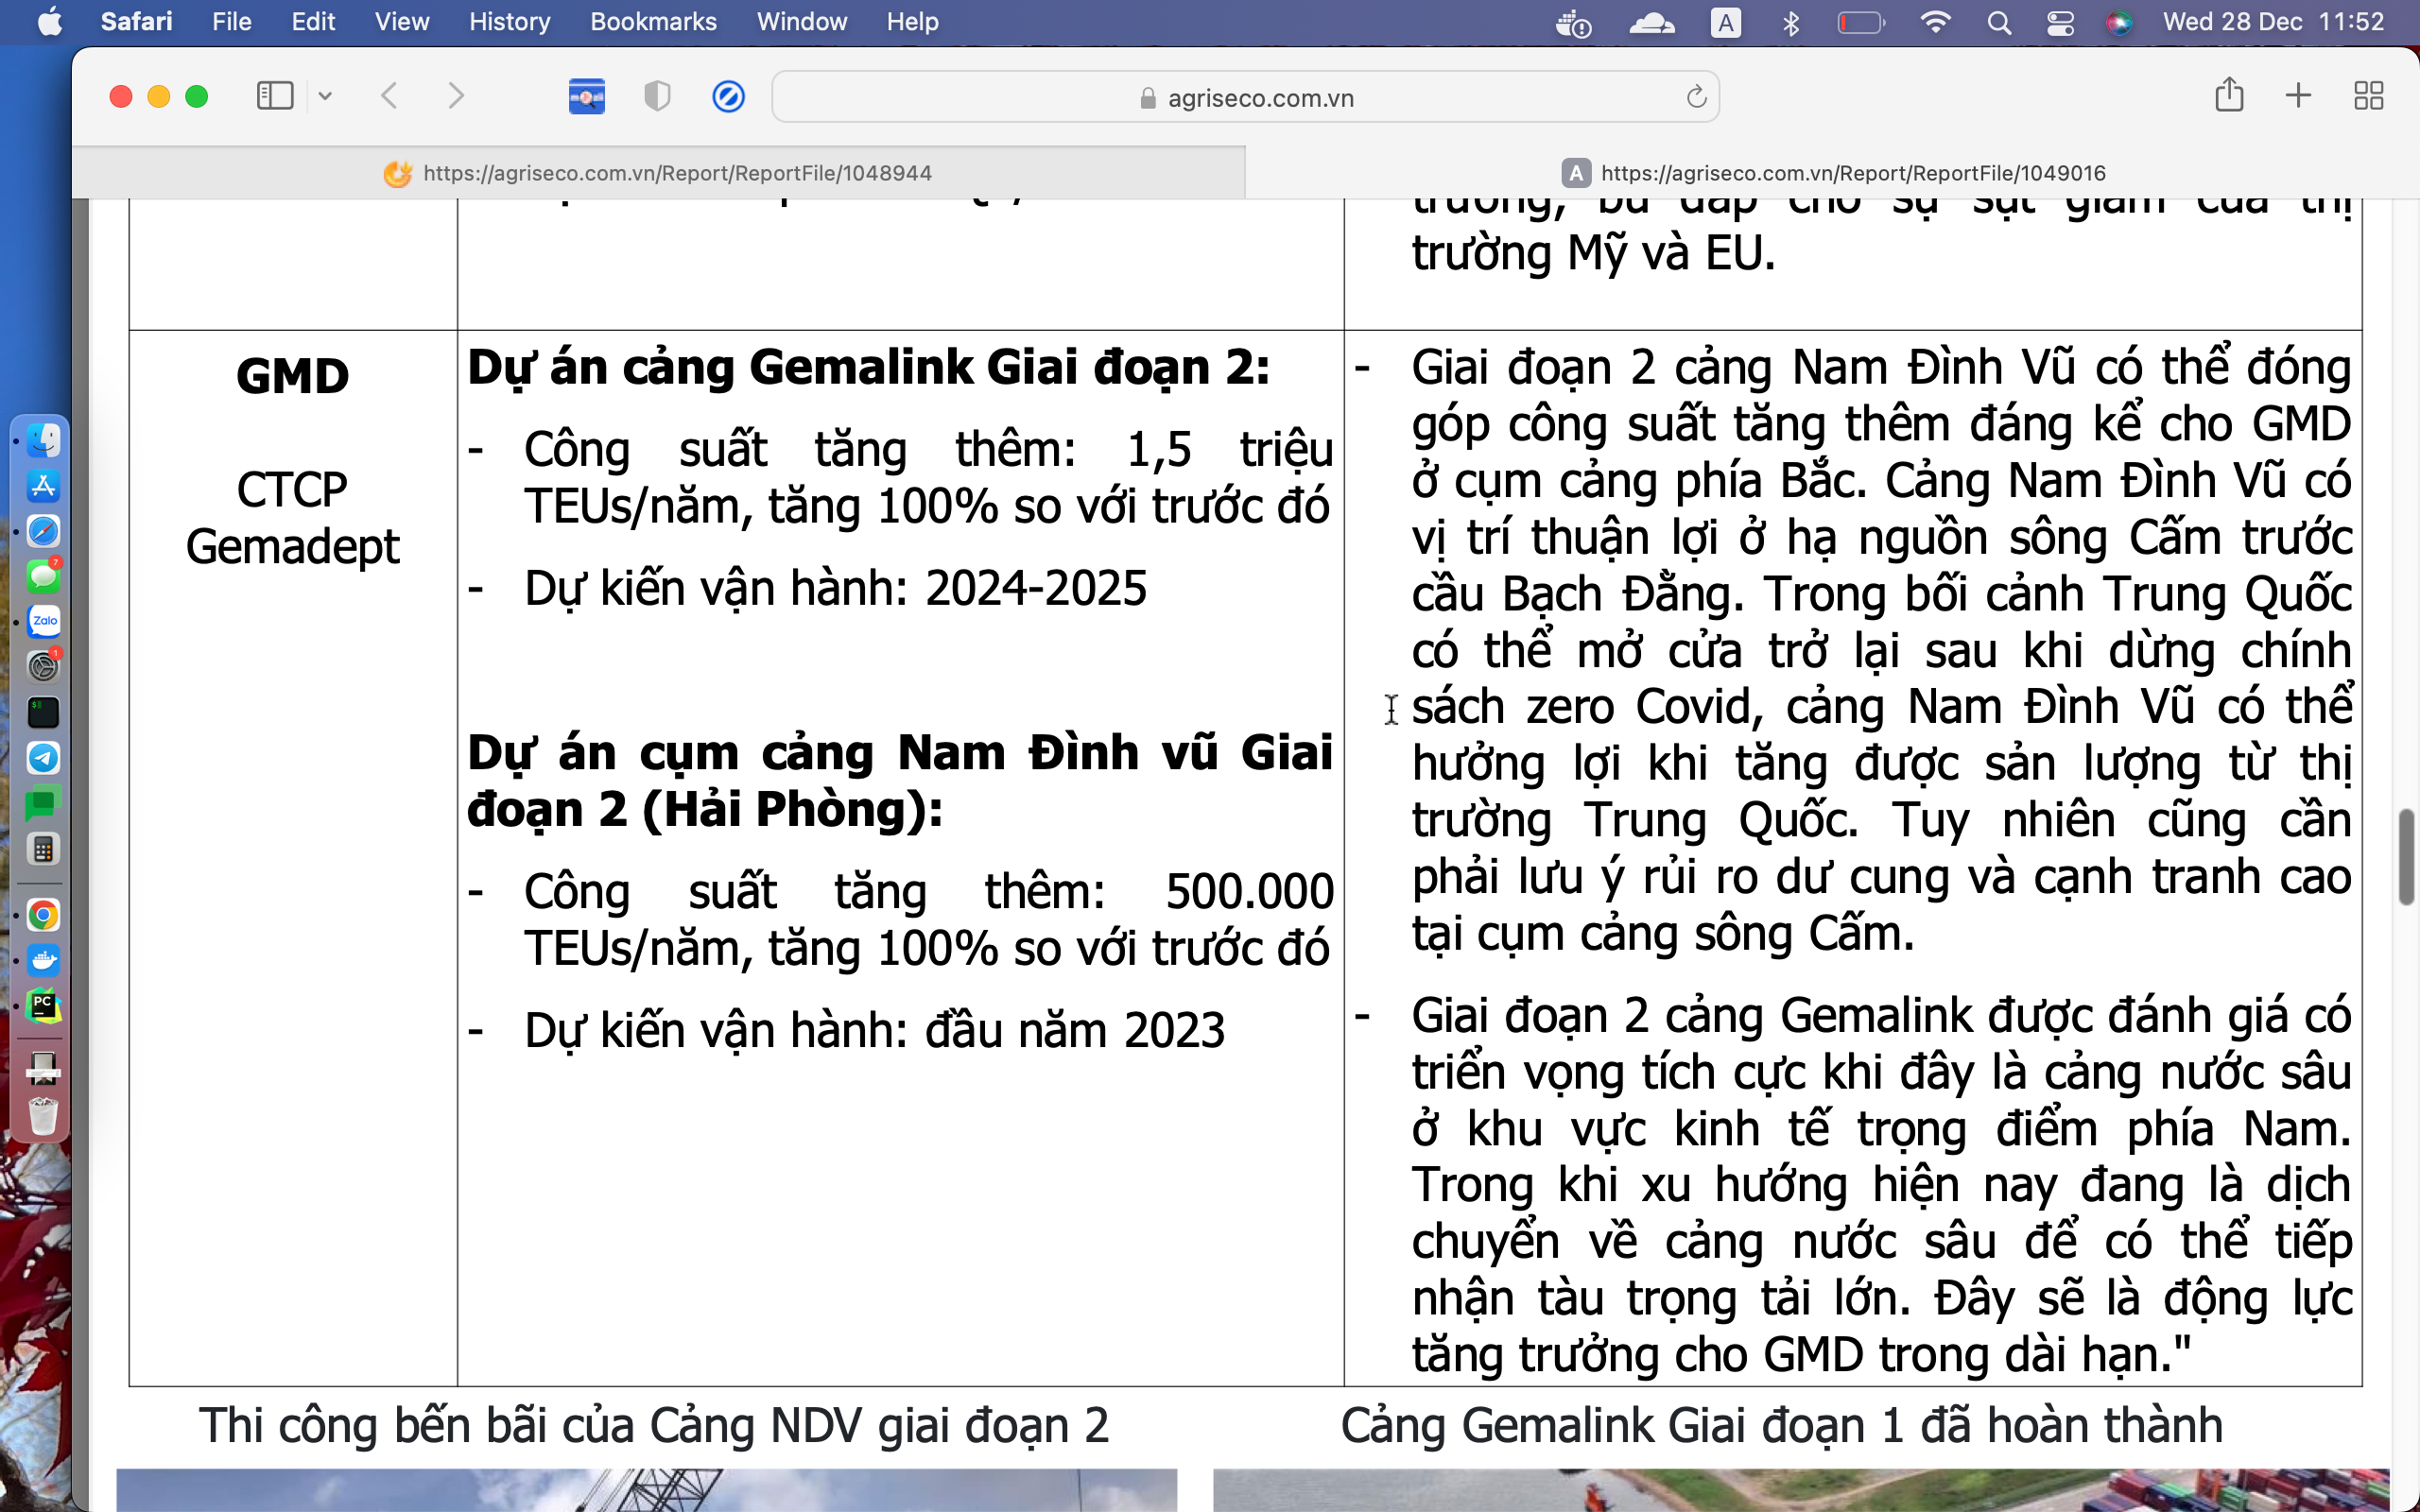 Safari File Edit View History Bookmarks Window Help
A
Wed 28 Dec 11:52
agriseco.com.vn
https://agriseco.com.vn/Report/ReportFile/1048944
A https://agriseco.com.vn/Report/ReportFile/1049016
trường, bù đắp cho sự sụt giảm của thị
trường Mỹ và EU.
GMD
CTCP
Gemadept
Dự án cảng Gemalink Giai đoạn 2:
- Công suất tăng thêm: 1,5 triệu
TEUs/năm, tăng 100% so với trước đó
- Dự kiến vận hành: 2024-2025
Dự án cụm cảng Nam Đình vũ Giai
đoạn 2 (Hải Phòng):
- Công suất tăng thêm: 500.000
TEUs/năm, tăng 100% so với trước đó
- Dự kiến vận hành: đầu năm 2023
- Giai đoạn 2 cảng Nam Đình Vũ có thể đóng
góp công suất tăng thêm đáng kể cho GMD
ở cụm cảng phía Bắc. Cảng Nam Đình Vũ có
vị trí thuận lợi ở hạ nguồn sông Cấm trước
cầu Bạch Đằng. Trong bối cảnh Trung Quốc
có thể mở cửa trở lại sau khi dừng chính
sách zero Covid, cảng Nam Đình Vũ có thể
hưởng lợi khi tăng được sản lượng từ thị
trường Trung Quốc. Tuy nhiên cũng cần
phải lưu ý rủi ro dư cung và cạnh tranh cao
tại cụm cảng sông Cấm.
- Giai đoạn 2 cảng Gemalink được đánh giá có
triển vọng tích cực khi đây là cảng nước sâu
ở khu vực kinh tế trọng điểm phía Nam.
Trong khi xu hướng hiện nay đang là dịch
chuyển về cảng nước sâu để có thể tiếp
nhận tàu trọng tải lớn. Đây sẽ là động lực
tăng trưởng cho GMD trong dài hạn."
Thi công bến bãi của Cảng NDV giai đoạn 2
Cảng Gemalink Giai đoạn 1 đã hoàn thành
7
Zalo
1
$
PC